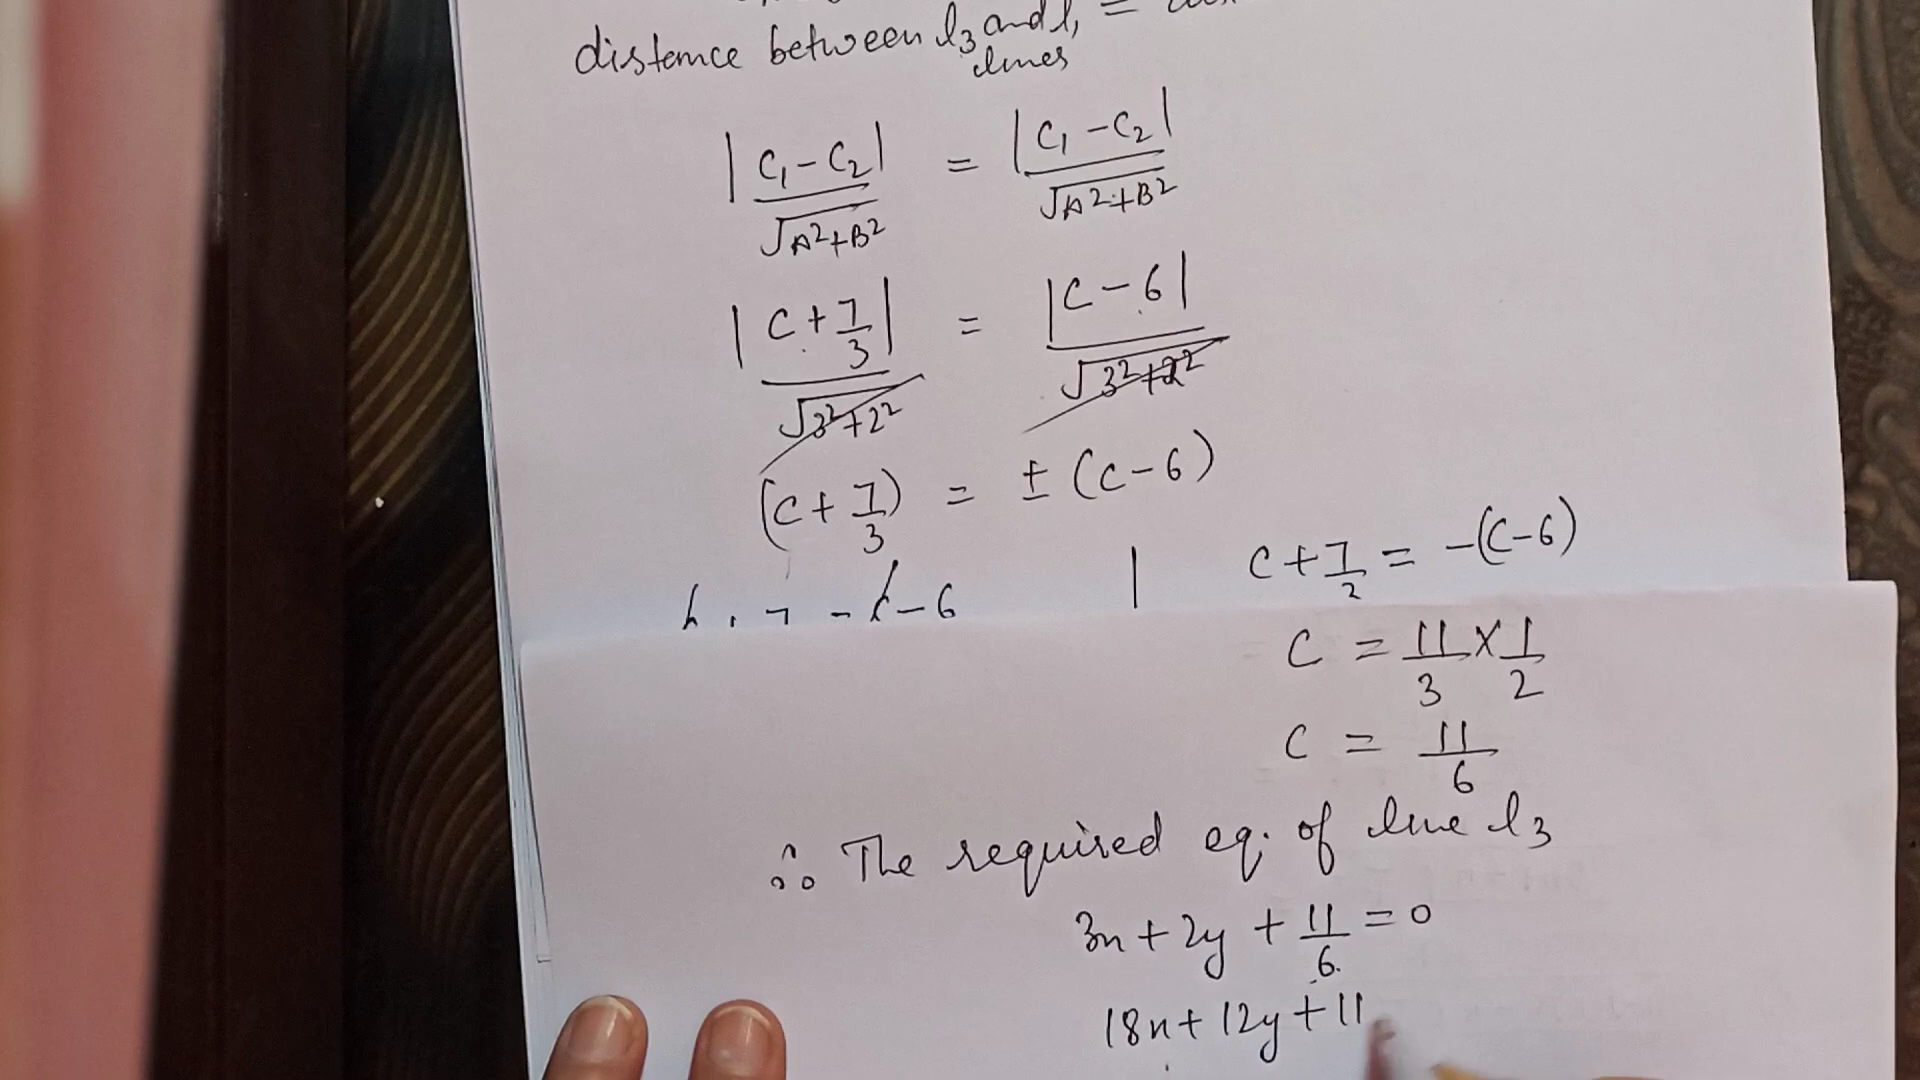 distance between l₃ and l₁ =
lines
|C₁ - C₂| / √A²+B² = |C₁ - C₂| / √A²+B²
|C + 7/3| / √3²+2² = |C - 6| / √3²+2²
(C + 7/3) = ± (C - 6)
C + 7/2 = -(C-6)
- C - 6
C = 11/3 × 1/2
C = 11/6
∴ The required eq. of line l₃
3x + 2y + 11/6 = 0
18x + 12y + 11